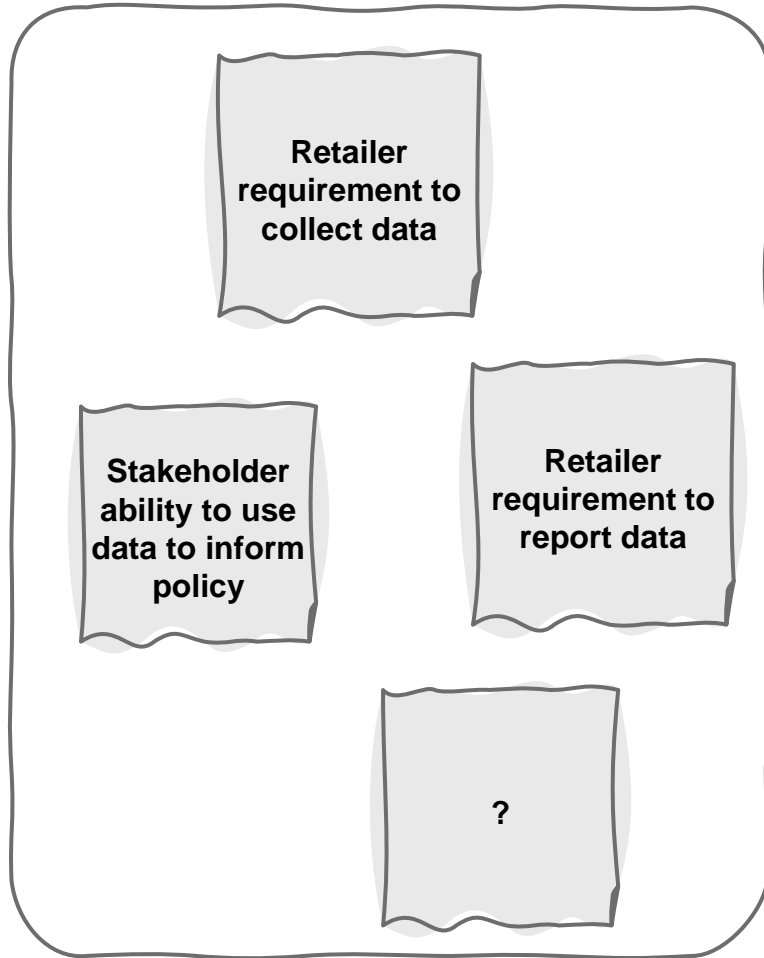 Retailer
requirement to
collect data
Stakeholder
ability to use
data to inform
policy
Retailer
requirement to
report data
?